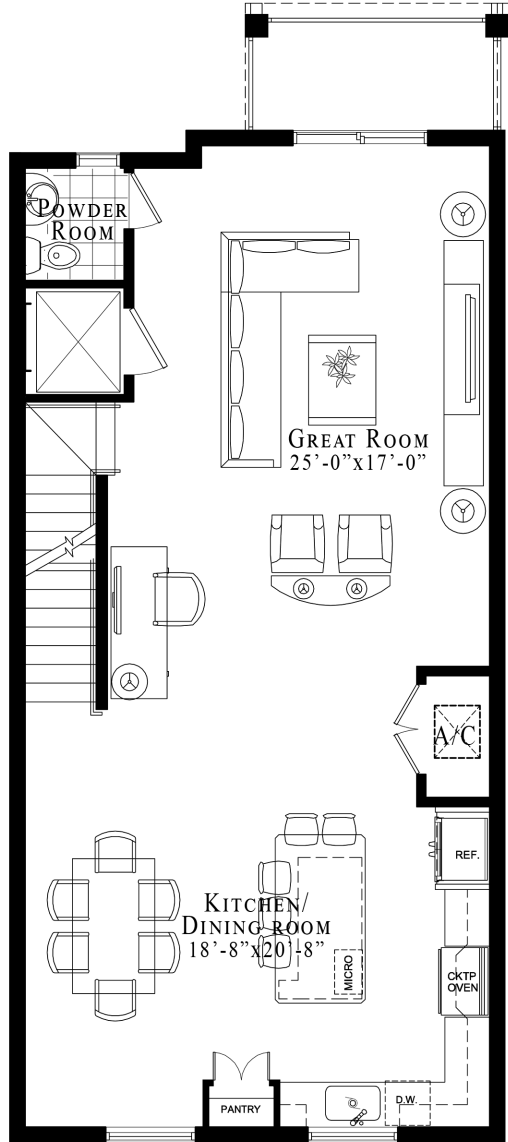 POWDER
ROOM
GREAT ROOM
25'-0"X17'-0"
A/C
REF.
KITCHEN/
DINING ROOM
18'-8"X20'-8"
MICRO
CKTP
OVEN
D.W.
PANTRY